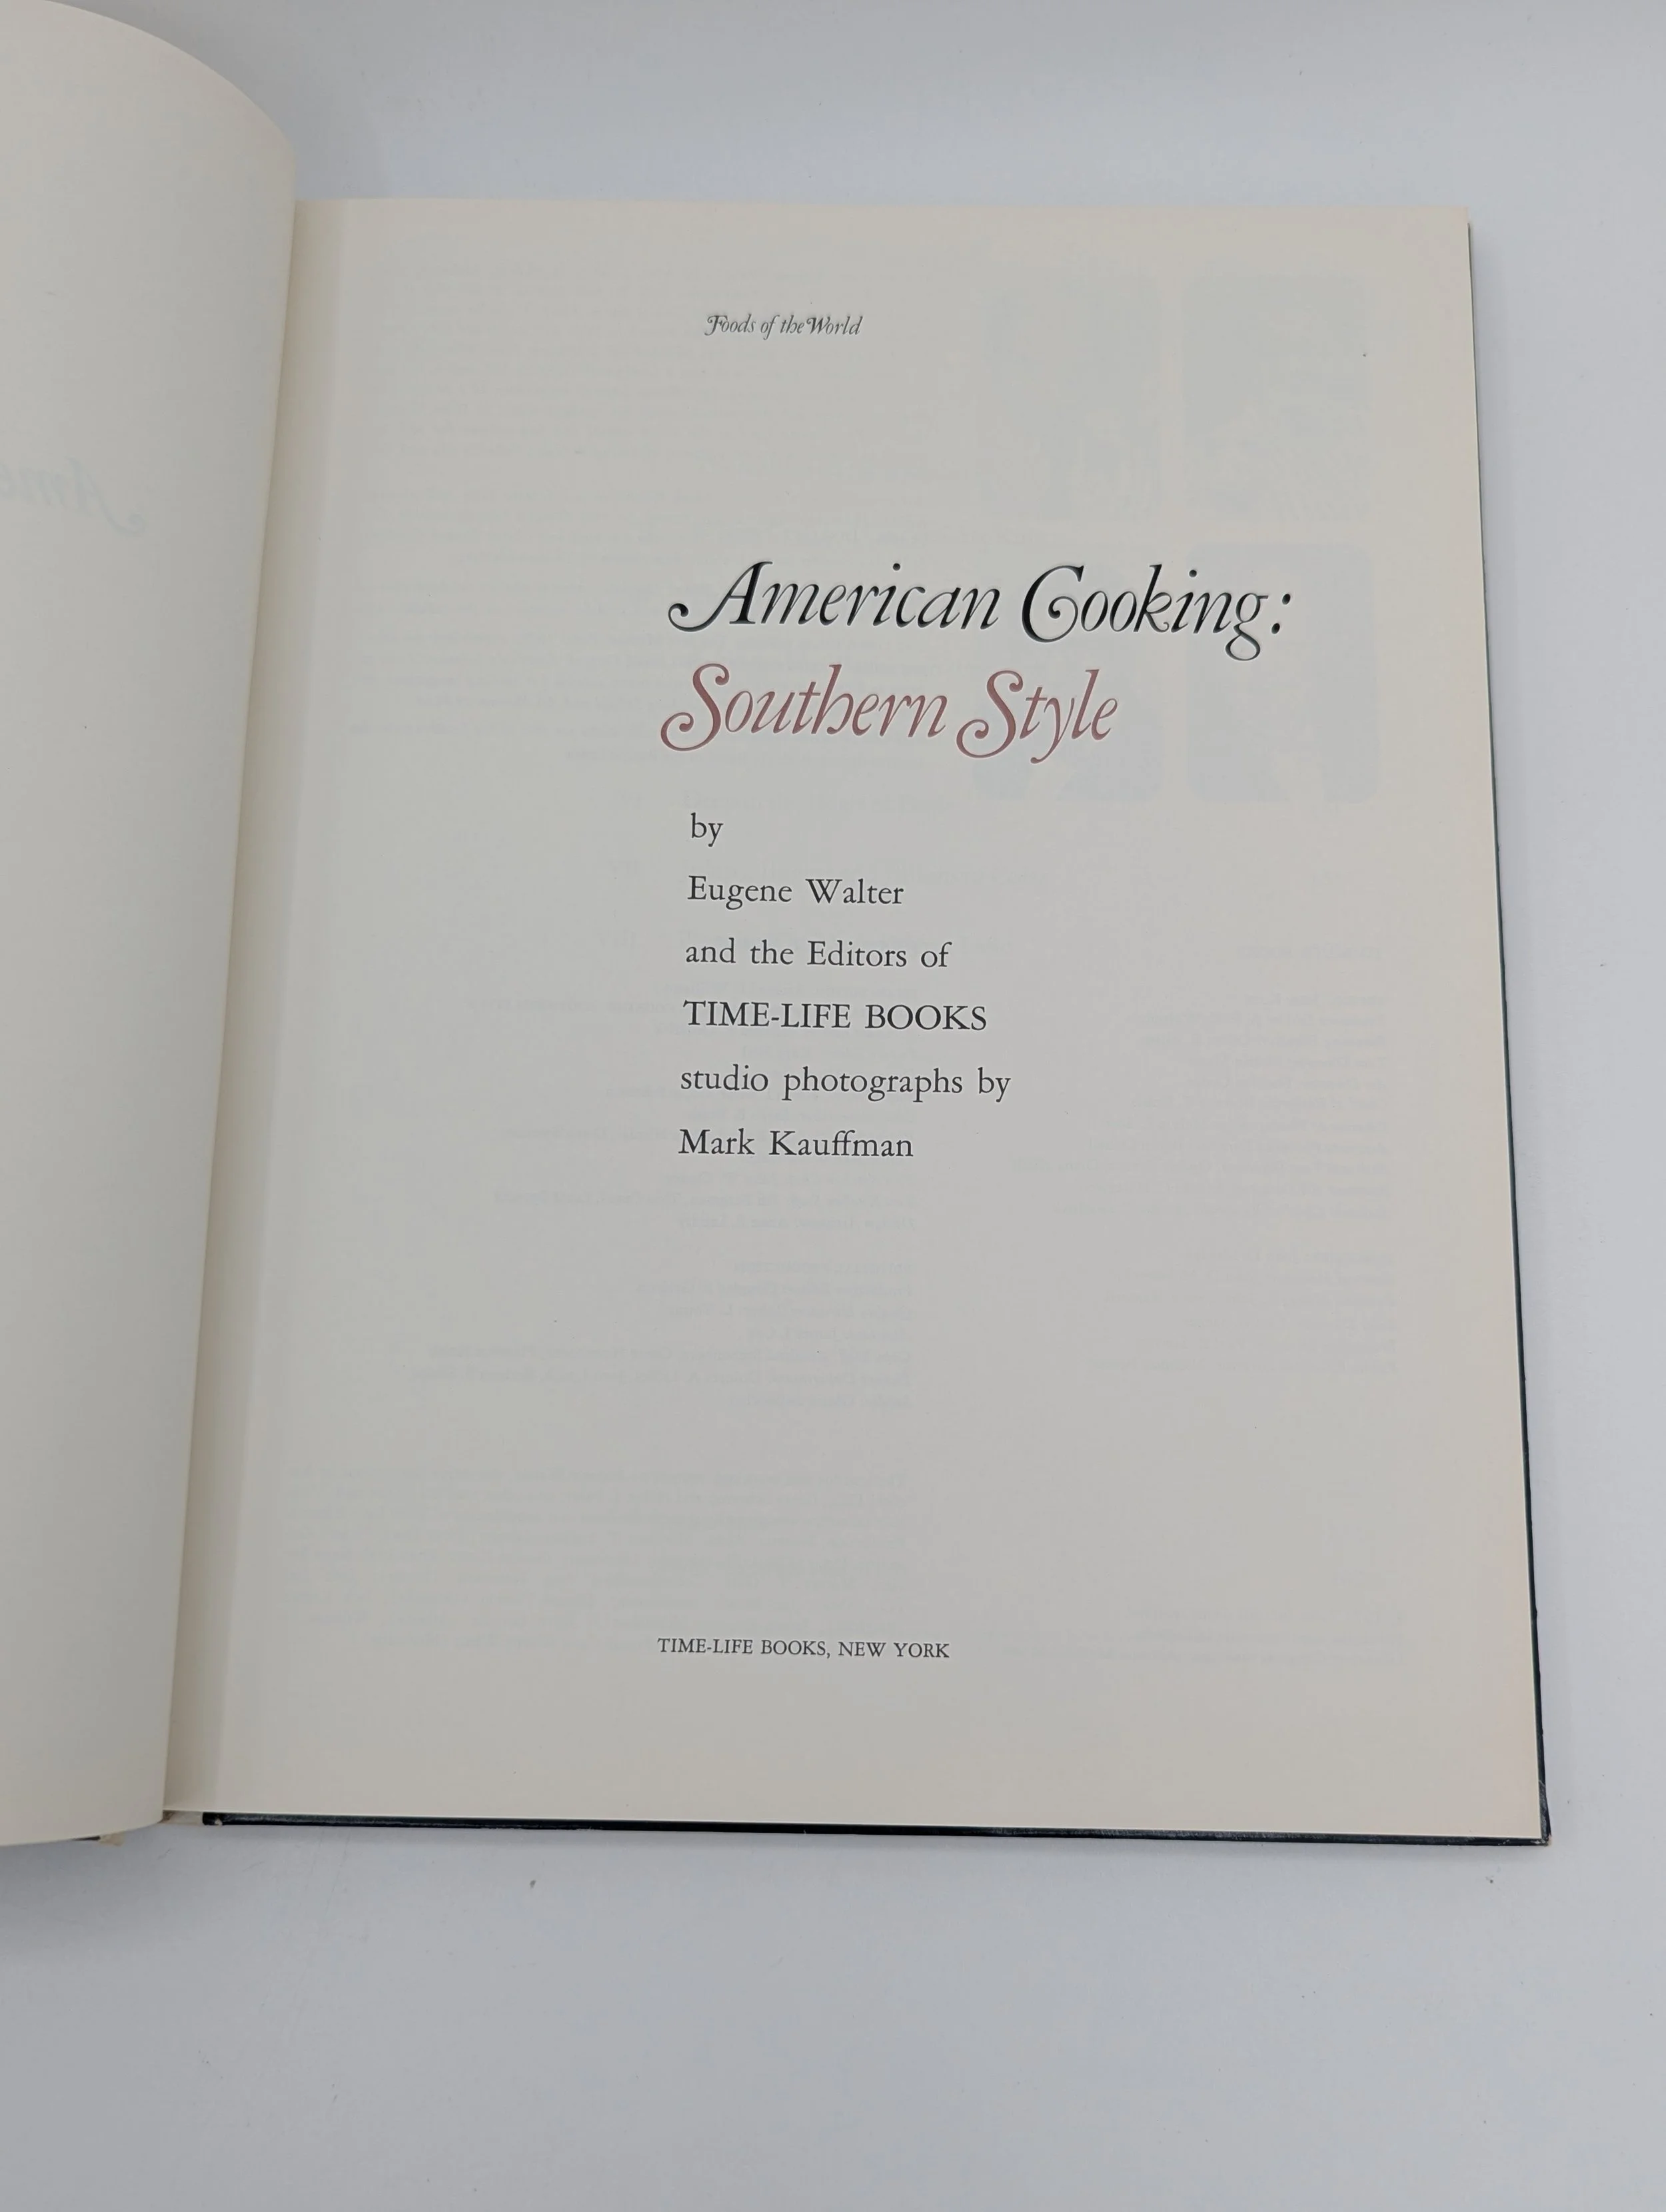 Foods of the World
American Cooking:
Southern Style
by
Eugene Walter
and the Editors of
TIME-LIFE BOOKS
studio photographs by
Mark Kauffman
TIME-LIFE BOOKS, NEW YORK